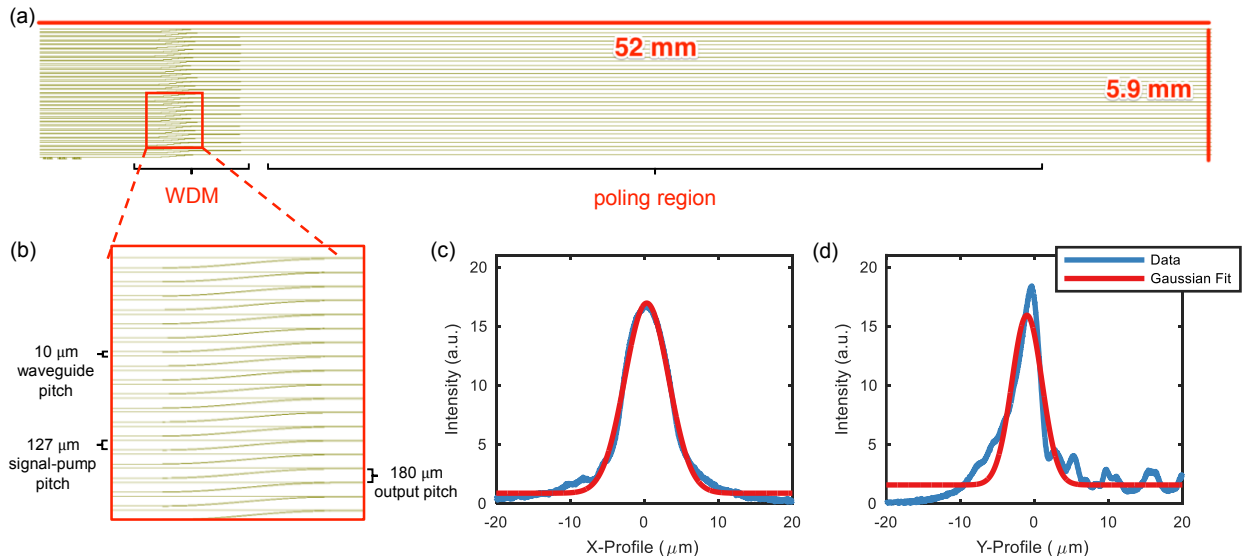 (a)
52 mm
5.9 mm
WDM
poling region
(b)
10 µm
waveguide
pitch
127 µm
signal-pump
pitch
180 µm
output pitch
(c)
20
15
10
5
0
Intensity (a.u.)
-20
-10
0
10
20
X-Profile (µm)
(d)
Data
Gaussian Fit
20
15
10
5
0
Intensity (a.u.)
-20
-10
0
10
20
Y-Profile (µm)